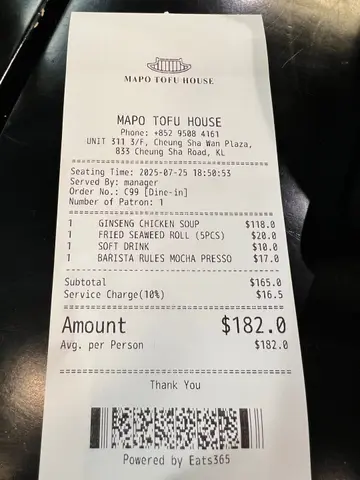 MAPO TOFU HOUSE
MAPO TOFU HOUSE
Phone: +852 9508 4161
UNIT 311 3/F, Cheung Sha Wan Plaza,
833 Cheung Sha Road, KL
Seating Time: 2025-07-25 18:50:53
Served By: manager
Order No.: C99 [Dine-in]
Number of Patron: 1
1 GINSENG CHICKEN SOUP $118.0
1 FRIED SEAWEED ROLL (5PCS) $20.0
1 SOFT DRINK $10.0
1 BARISTA RULES MOCHA PRESSO $17.0
Subtotal $165.0
Service Charge(10%) $16.5
Amount $182.0
Avg. per Person $182.0
Thank You
Powered by Eats365